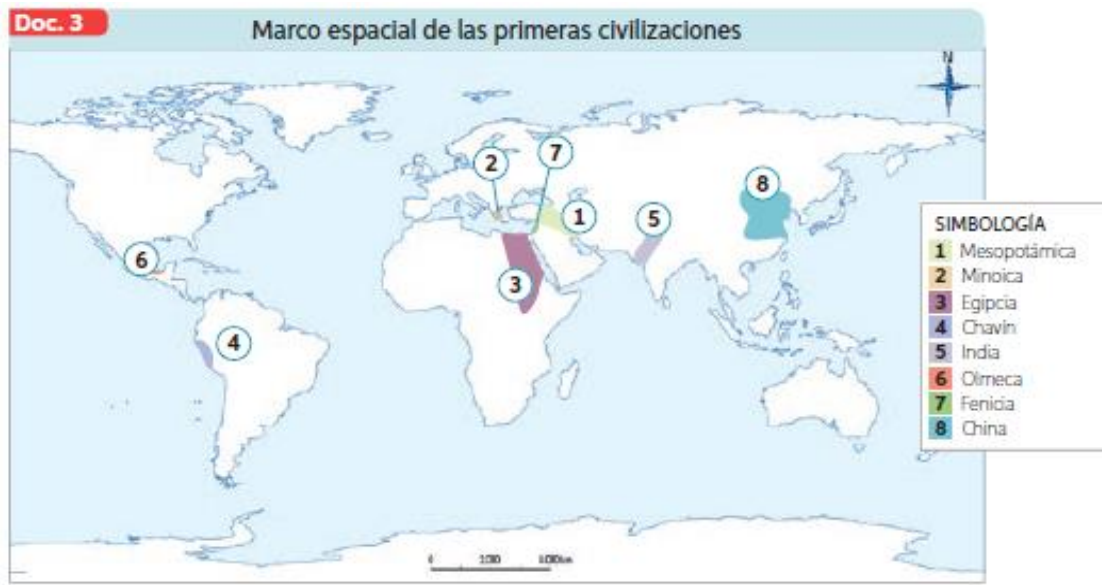 Doc. 3
Marco espacial de las primeras civilizaciones
N
7
2
8
1
5
6
3
4
SIMBOLOGÍA
1 Mesopotámica
2 Minoica
3 Egipcia
4 Chavín
5 India
6 Olmeca
7 Fenicia
8 China
0